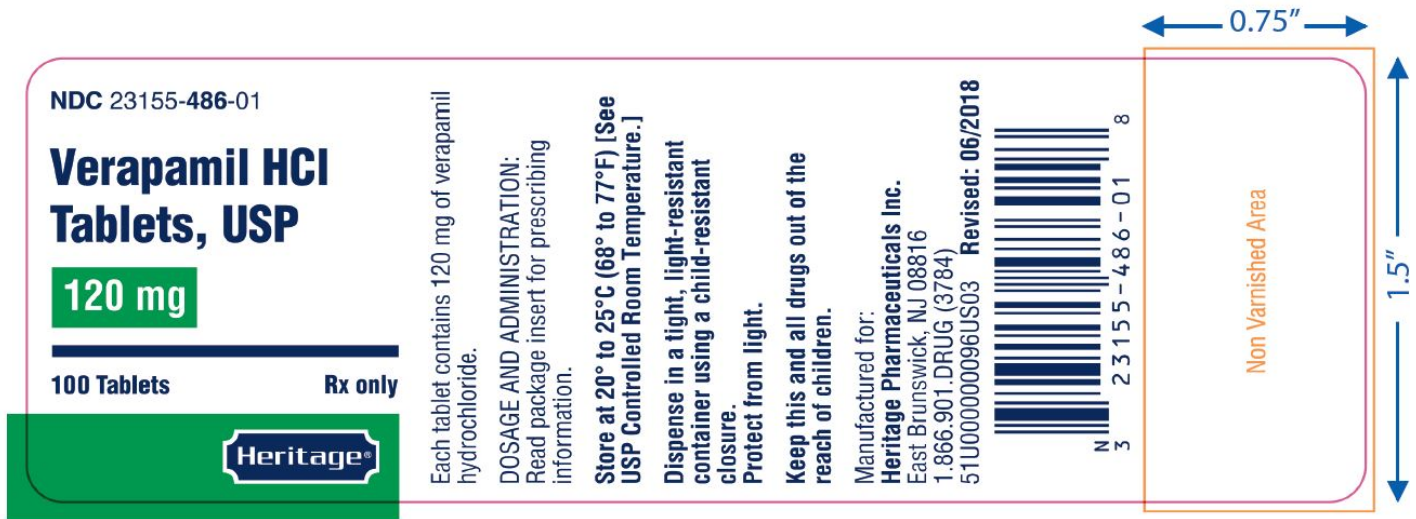 NDC 23155-486-01
Verapamil HCl
Tablets, USP
120 mg
100 Tablets Rx only
Heritage®
Each tablet contains 120 mg of verapamil
hydrochloride.
DOSAGE AND ADMINISTRATION:
Read package insert for prescribing
information.
Store at 20° to 25°C (68° to 77°F) [See
USP Controlled Room Temperature.]
Dispense in a tight, light-resistant
container using a child-resistant
closure.
Protect from light.
Keep this and all drugs out of the
reach of children.
Manufactured for:
Heritage Pharmaceuticals Inc.
East Brunswick, NJ 08816
1.866.901.DRUG (3784)
51U000000096US03 Revised: 06/2018
N
3 23155-486-01 8
Non Varnished Area
0.75”
1.5”